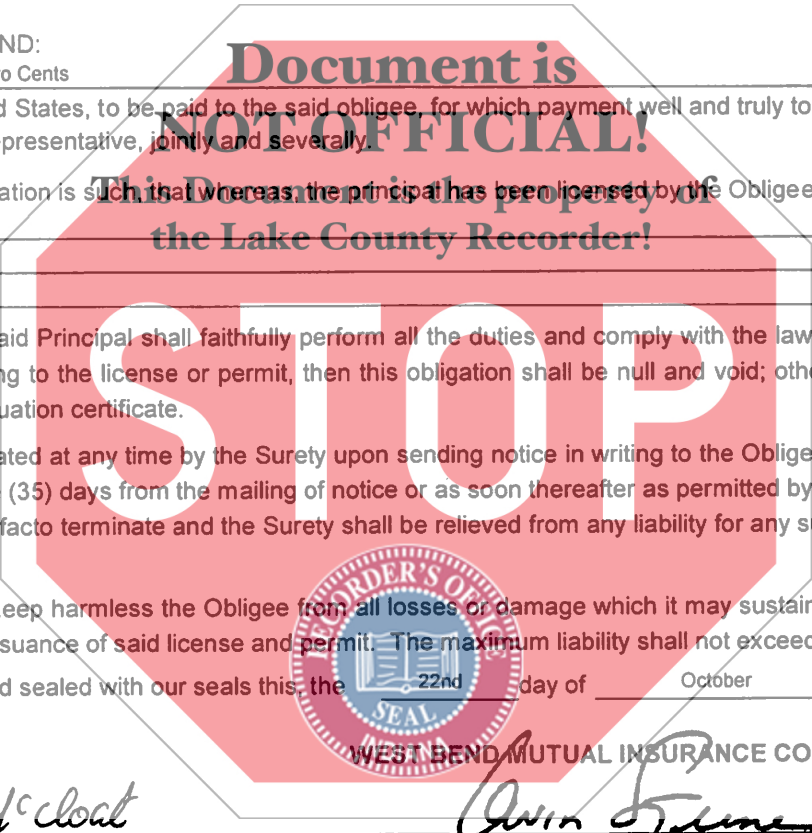 ND:
Document is
ro Cents
d States, to be paid to the said obligee, for which payment well and truly to
NOT OFFICIAL!
presentative, jointly and severally.
ation is such, that whereas, the principal has been licensed by the Obligee
This Document is the property of
the Lake County Recorder!
STOP
aid Principal shall faithfully perform all the duties and comply with the law
ng to the license or permit, then this obligation shall be null and void; oth
uation certificate.
ated at any time by the Surety upon sending notice in writing to the Oblige
(35) days from the mailing of notice or as soon thereafter as permitted by
facto terminate and the Surety shall be relieved from any liability for any s
RECORDER'S OFFICE
eep harmless the Obligee from all losses or damage which it may sustain
suance of said license and permit. The maximum liability shall not exceed
d sealed with our seals this, the 22nd day of October
SEAL
INDIANA
WEST BEND MUTUAL INSURANCE CO
McCloat